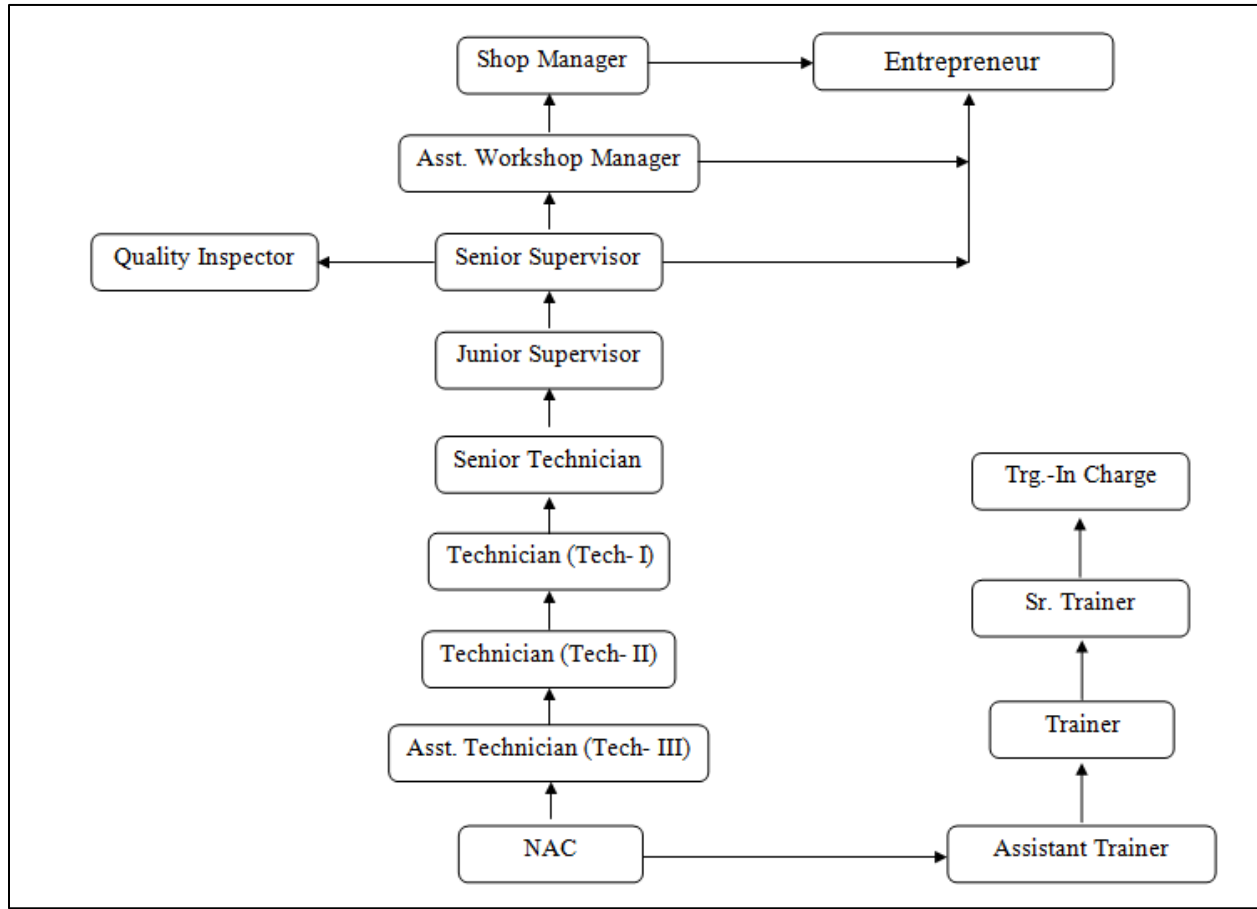 Shop Manager
Entrepreneur
Asst. Workshop Manager
Quality Inspector
Senior Supervisor
Junior Supervisor
Senior Technician
Trg.-In Charge
Technician (Tech- I)
Sr. Trainer
Technician (Tech- II)
Trainer
Asst. Technician (Tech- III)
NAC
Assistant Trainer